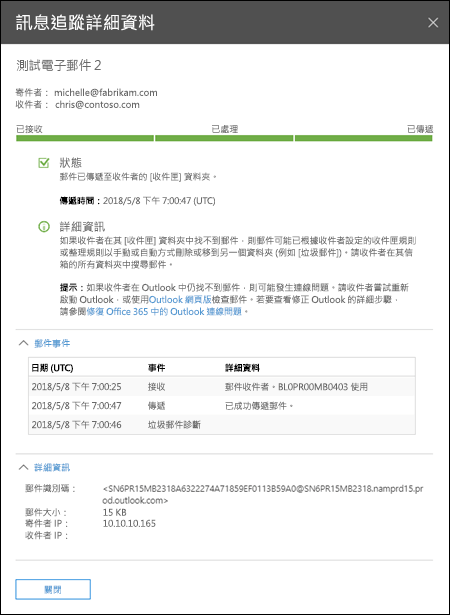 訊息追蹤詳細資料
測試電子郵件 2
寄件者： michelle@fabrikam.com
收件者： chris@contoso.com
已接收 已處理 已傳遞
狀態
郵件已傳遞至收件者的 [收件匣] 資料夾。
傳遞時間：2018/5/8 下午 7:00:47 (UTC)
詳細資訊
如果收件者在其 [收件匣] 資料夾中找不到郵件，則郵件可能已根據收件者設定的收件匣規則
或整理規則以手動或自動方式刪除或移到另一個資料夾 (例如 [垃圾郵件])。請收件者在其信
箱的所有資料夾中搜尋郵件。
提示：如果收件者在 Outlook 中仍找不到郵件，則可能發生連線問題。請收件者嘗試重新
啟動 Outlook，或使用Outlook 網頁版檢查郵件。若要查看修正 Outlook 的詳細步驟，
請參閱修復 Office 365 中的 Outlook 連線問題。
郵件事件
日期 (UTC) 事件 詳細資料
2018/5/8 下午 7:00:25 接收 郵件收件者。BL0PR00MB0403 使用
2018/5/8 下午 7:00:47 傳遞 已成功傳遞郵件。
2018/5/8 下午 7:00:46 垃圾郵件診斷
詳細資訊
郵件識別碼： <SN6PR15MB2318A6322274A71859EF0113B59A0@SN6PR15MB2318.namprd15.pr
od.outlook.com>
郵件大小： 15 KB
寄件者 IP： 10.10.10.165
收件者 IP：
關閉